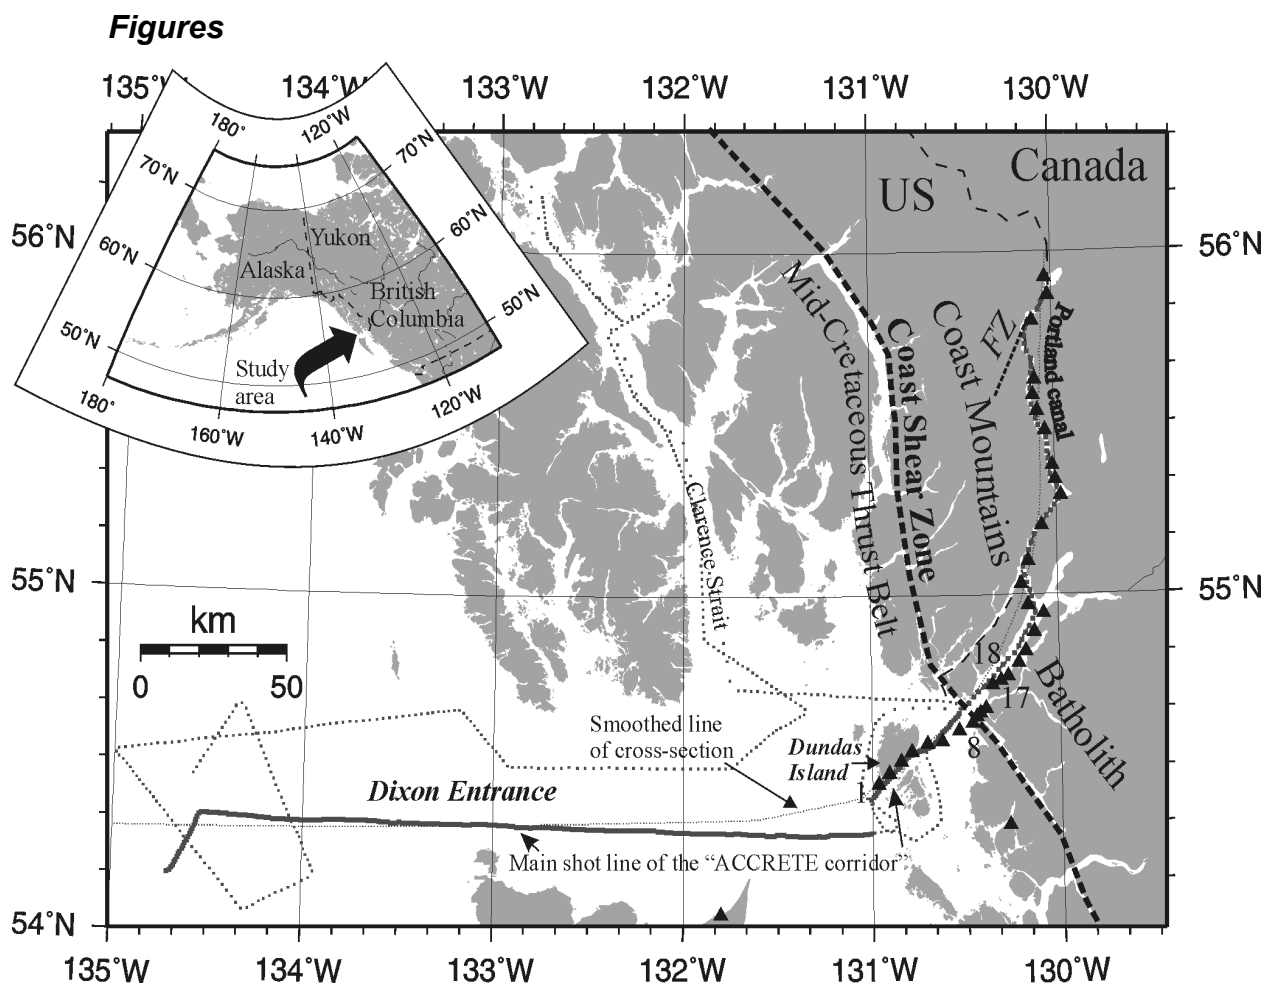 Figures
135˚W
134˚W
133˚W
132˚W
131˚W
130˚W
180˚
120˚W
70˚N
70˚N
60˚N
60˚N
50˚N
50˚N
180˚
160˚W
140˚W
120˚W
Yukon
Alaska
British
Columbia
Study
area
US
Canada
56˚N
56˚N
Mid-Cretaceous Thrust Belt
Coast Shear Zone
Coast Mountains
FZ
Portland canal
Clarence Strait
55˚N
55˚N
km
0
50
18
17
Batholith
8
1
Smoothed line
of cross-section
Dundas
Island
Dixon Entrance
Main shot line of the “ACCRETE corridor”
54˚N
54˚N
135˚W
134˚W
133˚W
132˚W
131˚W
130˚W